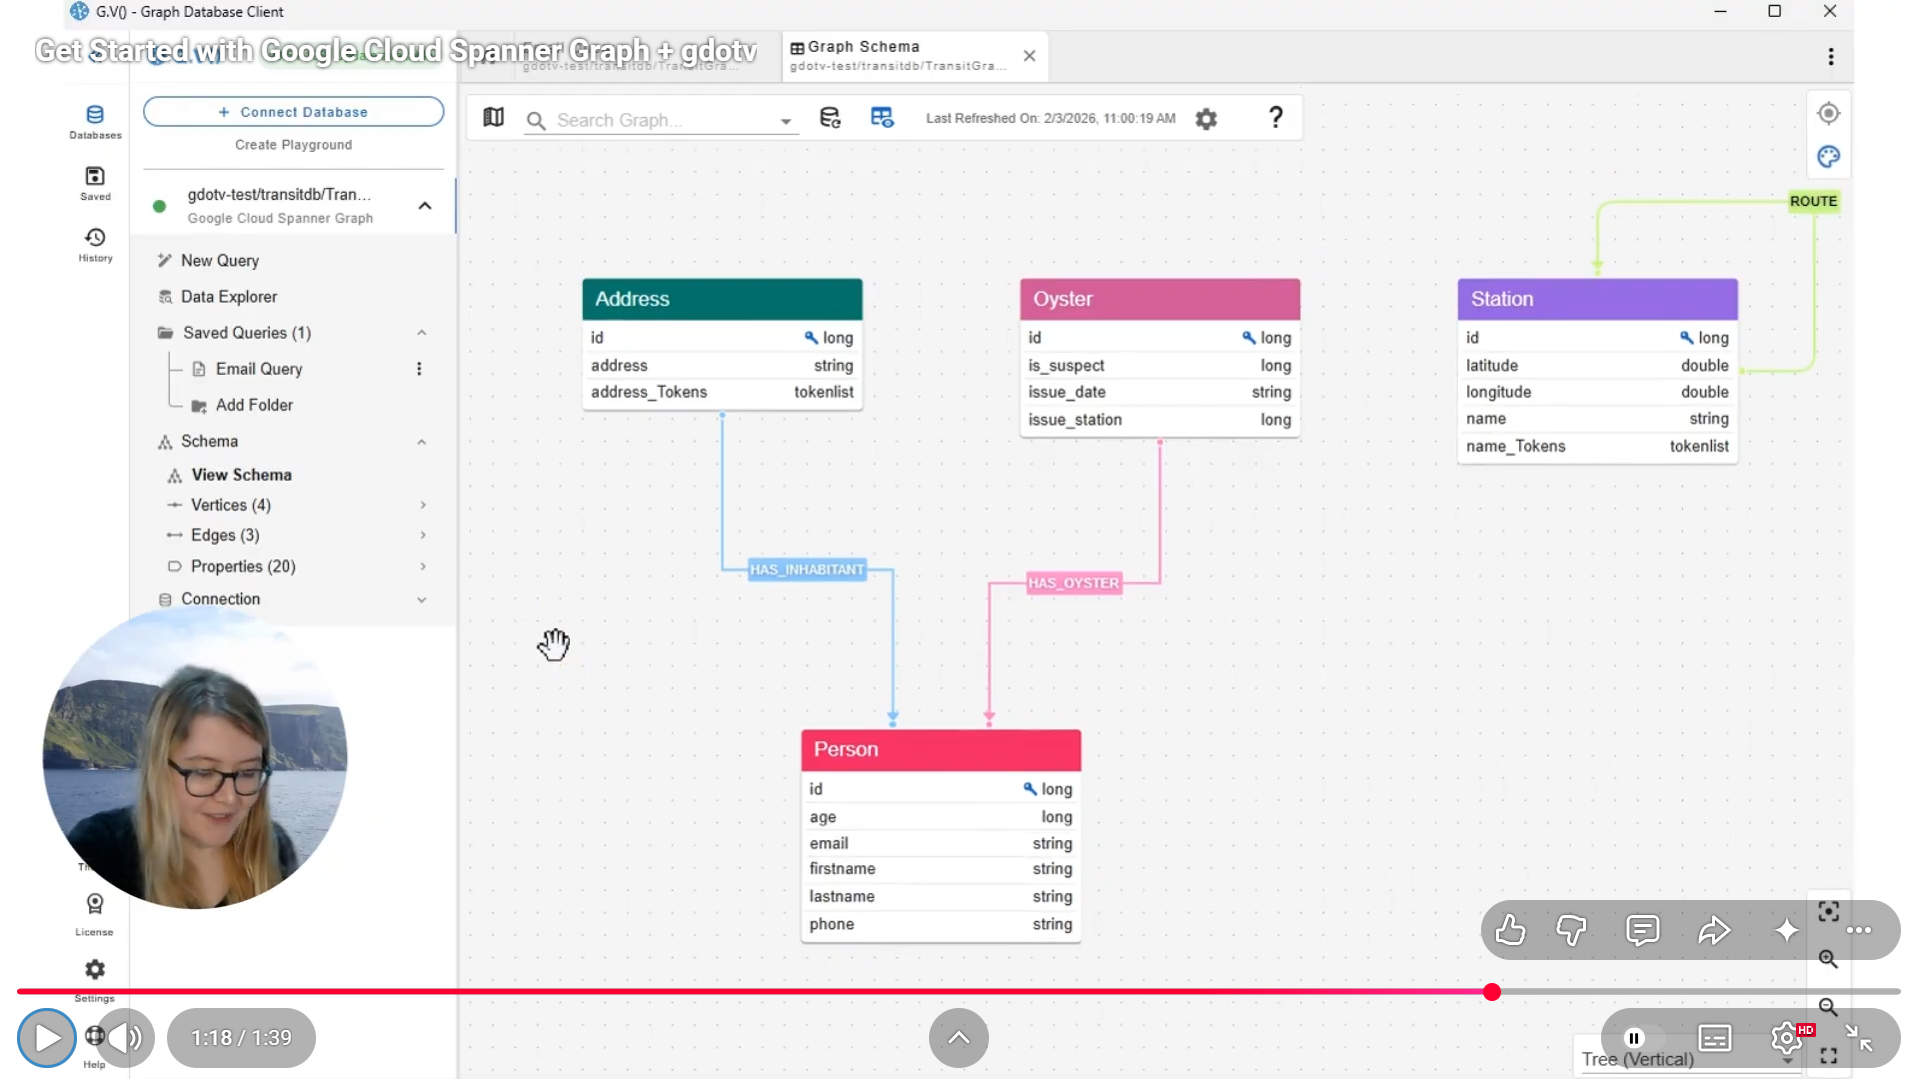 G.V() - Graph Database Client
Get Started with Google Cloud Spanner Graph + gdotv
gdotv-test/transitdb/TransitGra...
Graph Schema
gdotv-test/transitdb/TransitGra...
Databases
Saved
History
+ Connect Database
Create Playground
gdotv-test/transitdb/Tran...
Google Cloud Spanner Graph
New Query
Data Explorer
Saved Queries (1)
Email Query
Add Folder
Schema
View Schema
Vertices (4)
Edges (3)
Properties (20)
Connection
License
Settings
Help
Search Graph...
Last Refreshed On: 2/3/2026, 11:00:19 AM
?
ROUTE
Address
id long
address string
address_Tokens tokenlist
Oyster
id long
is_suspect long
issue_date string
issue_station long
Station
id long
latitude double
longitude double
name string
name_Tokens tokenlist
HAS_INHABITANT
HAS_OYSTER
Person
id long
age long
email string
firstname string
lastname string
phone string
1:18 / 1:39
HD
Tree (Vertical)